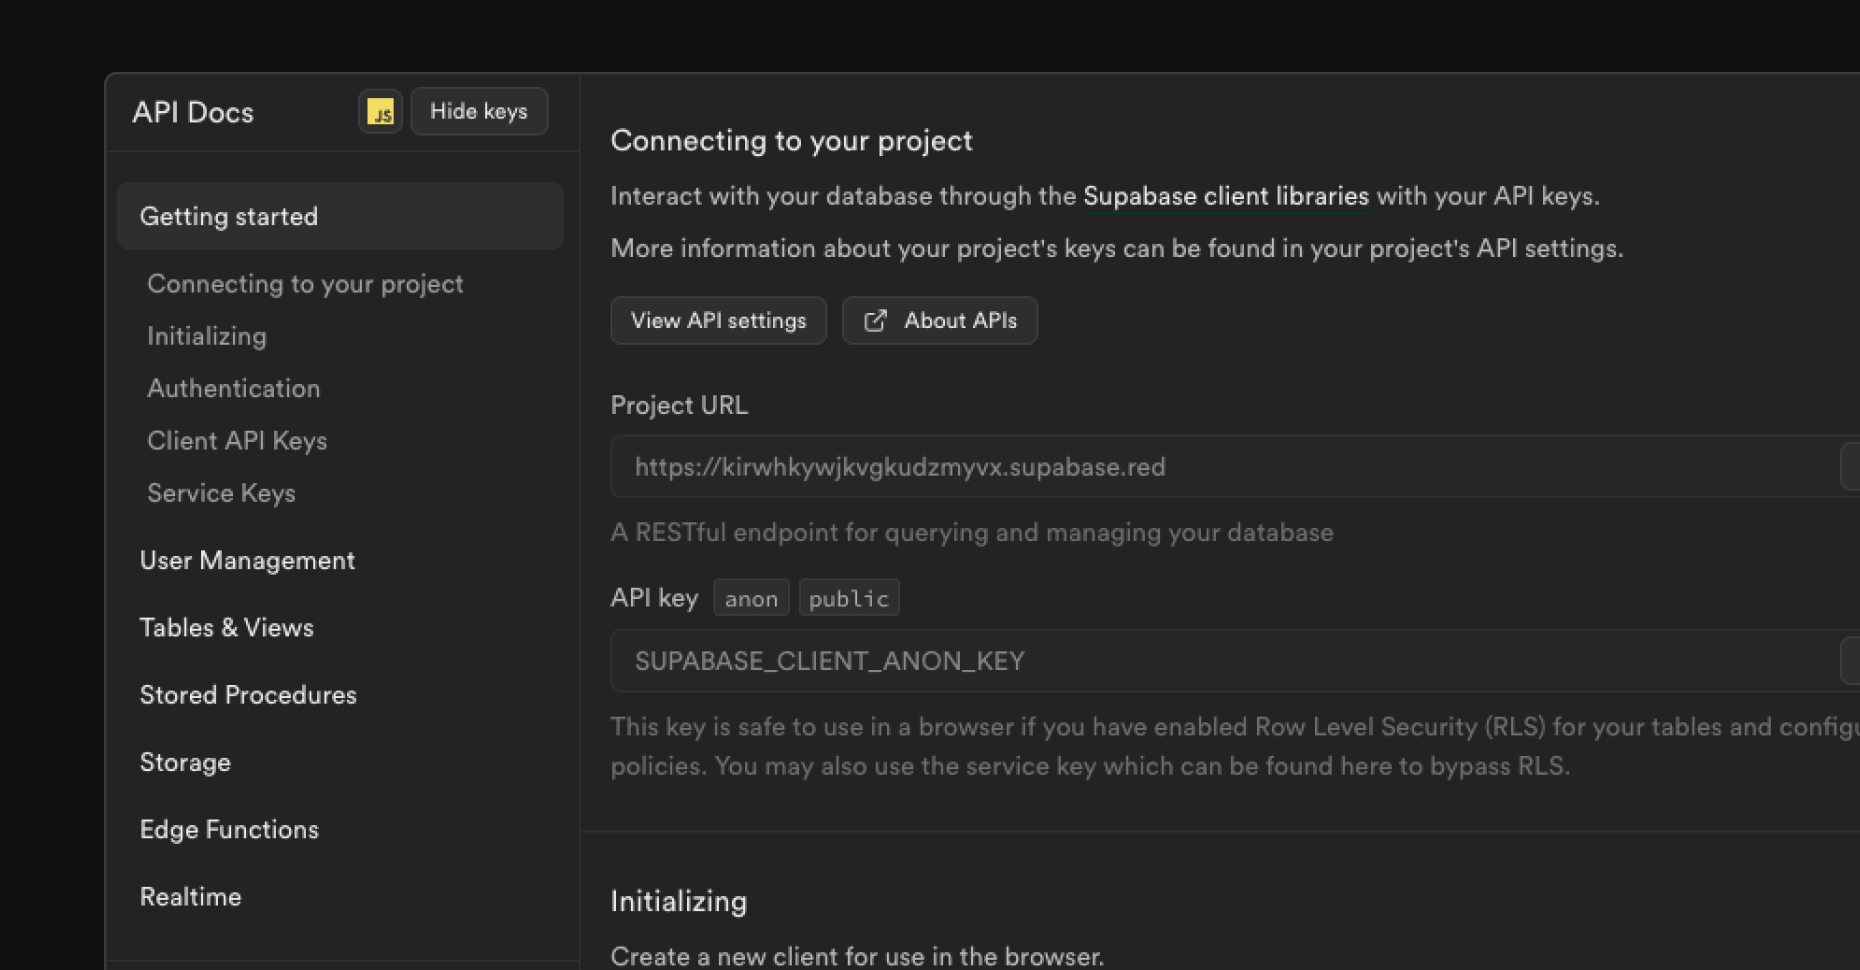 API Docs
JS
Hide keys
Getting started
Connecting to your project
Initializing
Authentication
Client API Keys
Service Keys
User Management
Tables & Views
Stored Procedures
Storage
Edge Functions
Realtime
Connecting to your project
Interact with your database through the Supabase client libraries with your API keys.
More information about your project's keys can be found in your project's API settings.
View API settings
About APIs
Project URL
https://kirwhkywjkvgkudzmyvx.supabase.red
A RESTful endpoint for querying and managing your database
API key anon public
SUPABASE_CLIENT_ANON_KEY
This key is safe to use in a browser if you have enabled Row Level Security (RLS) for your tables and
policies. You may also use the service key which can be found here to bypass RLS.
Initializing
Create a new client for use in the browser.